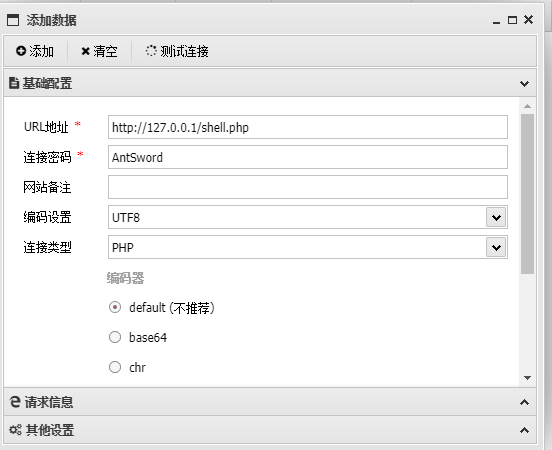 添加数据
添加 清空 测试连接
基础配置
URL地址 * http://127.0.0.1/shell.php
连接密码 * AntSword
网站备注
编码设置 UTF8
连接类型 PHP
编码器
default (不推荐)
base64
chr
请求信息
其他设置